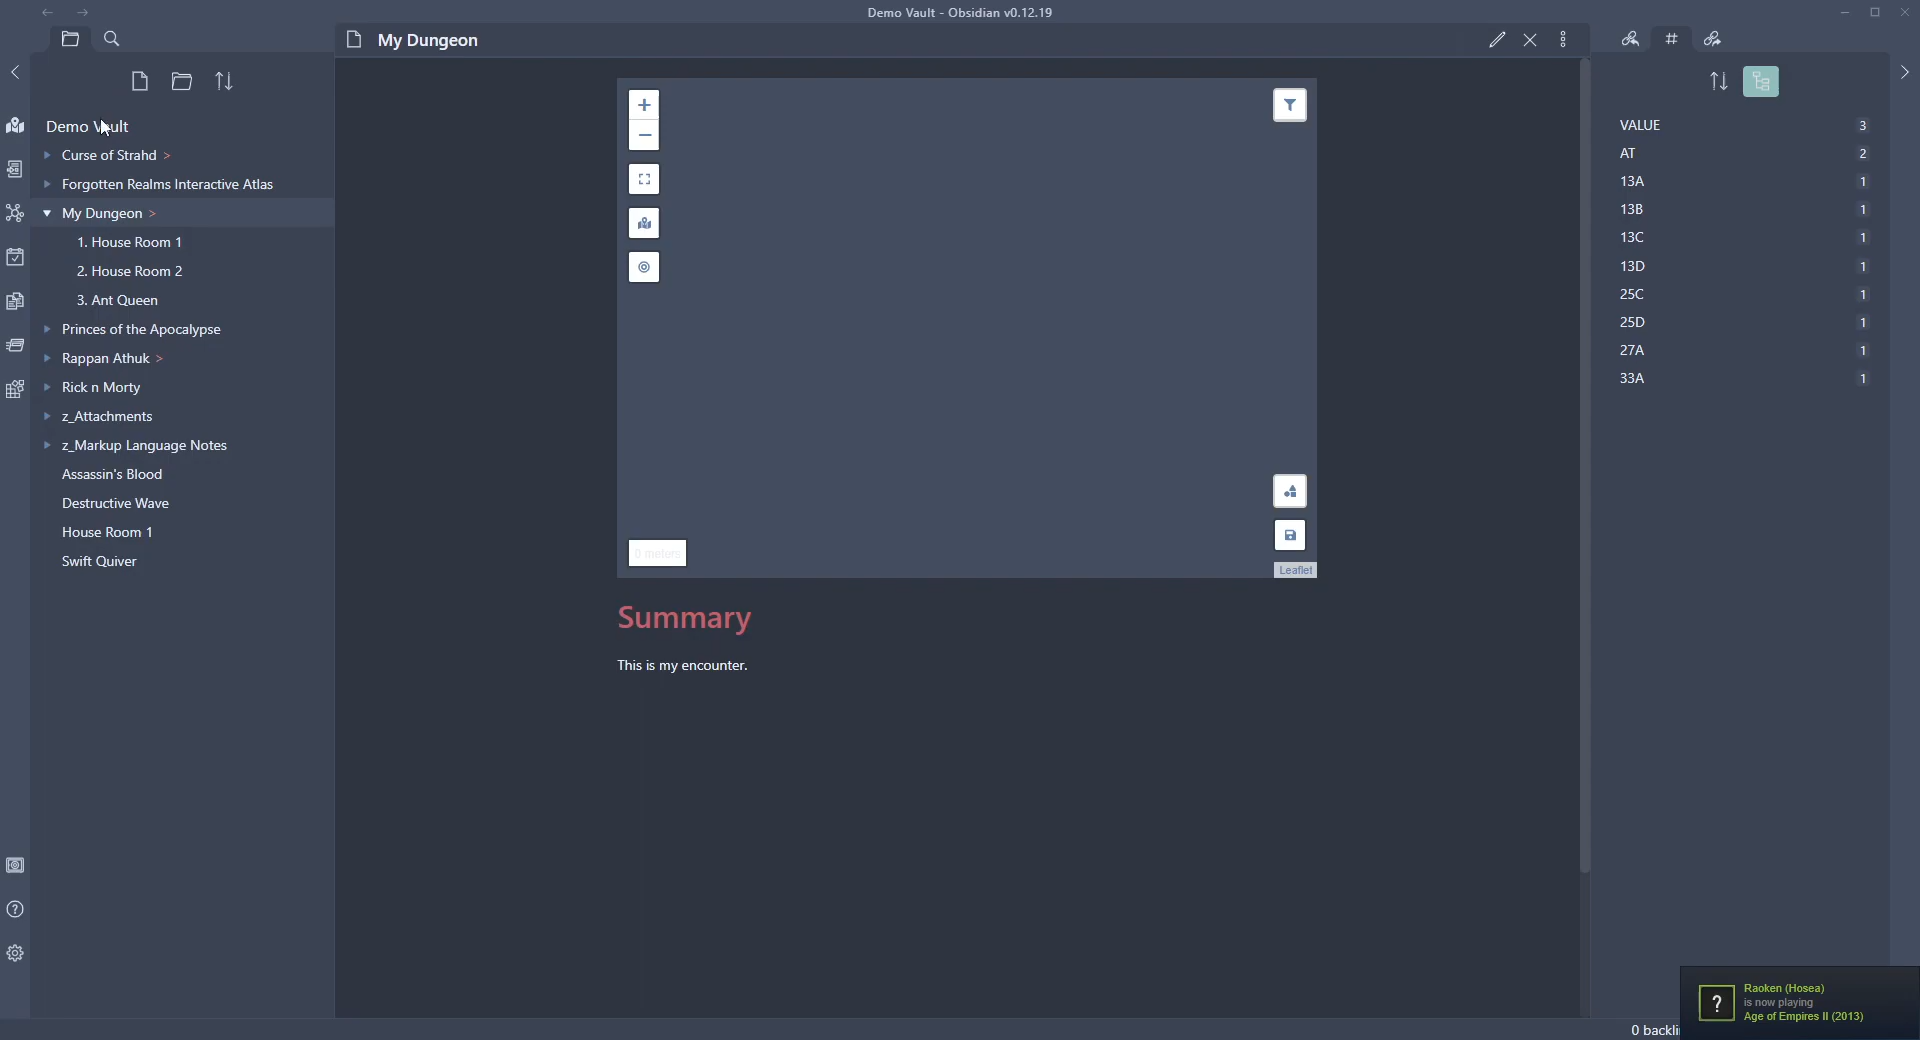 Demo Vault - Obsidian v0.12.19
My Dungeon
Demo Vault
Curse of Strahd >
Forgotten Realms Interactive Atlas
My Dungeon >
1. House Room 1
2. House Room 2
3. Ant Queen
Princes of the Apocalypse
Rappan Athuk >
Rick n Morty
z_Attachments
z_Markup Language Notes
Assassin's Blood
Destructive Wave
House Room 1
Swift Quiver
0 meters
Leaflet
Summary
This is my encounter.
VALUE 3
AT 2
13A 1
13B 1
13C 1
13D 1
25C 1
25D 1
27A 1
33A 1
Raoken (Hosea)
is now playing
Age of Empires II (2013)
0 backli